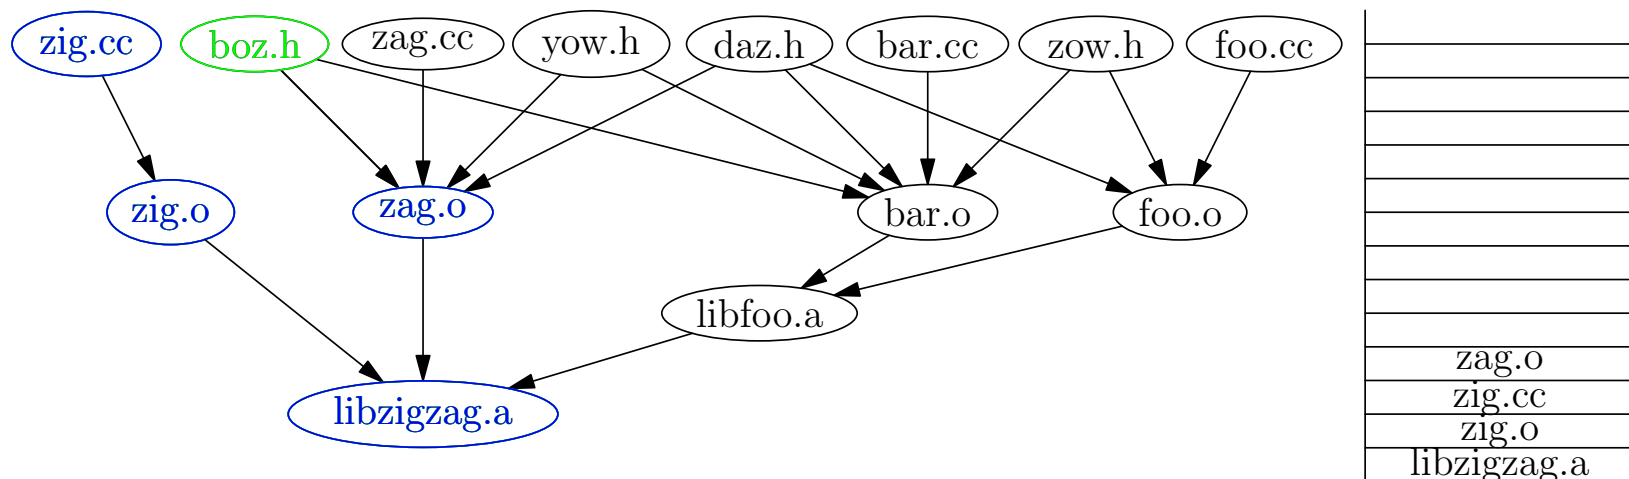 zig.cc
boz.h
zag.cc
yow.h
daz.h
bar.cc
zow.h
foo.cc
zig.o
zag.o
bar.o
foo.o
libfoo.a
libzigzag.a
zag.o
zig.cc
zig.o
libzigzag.a